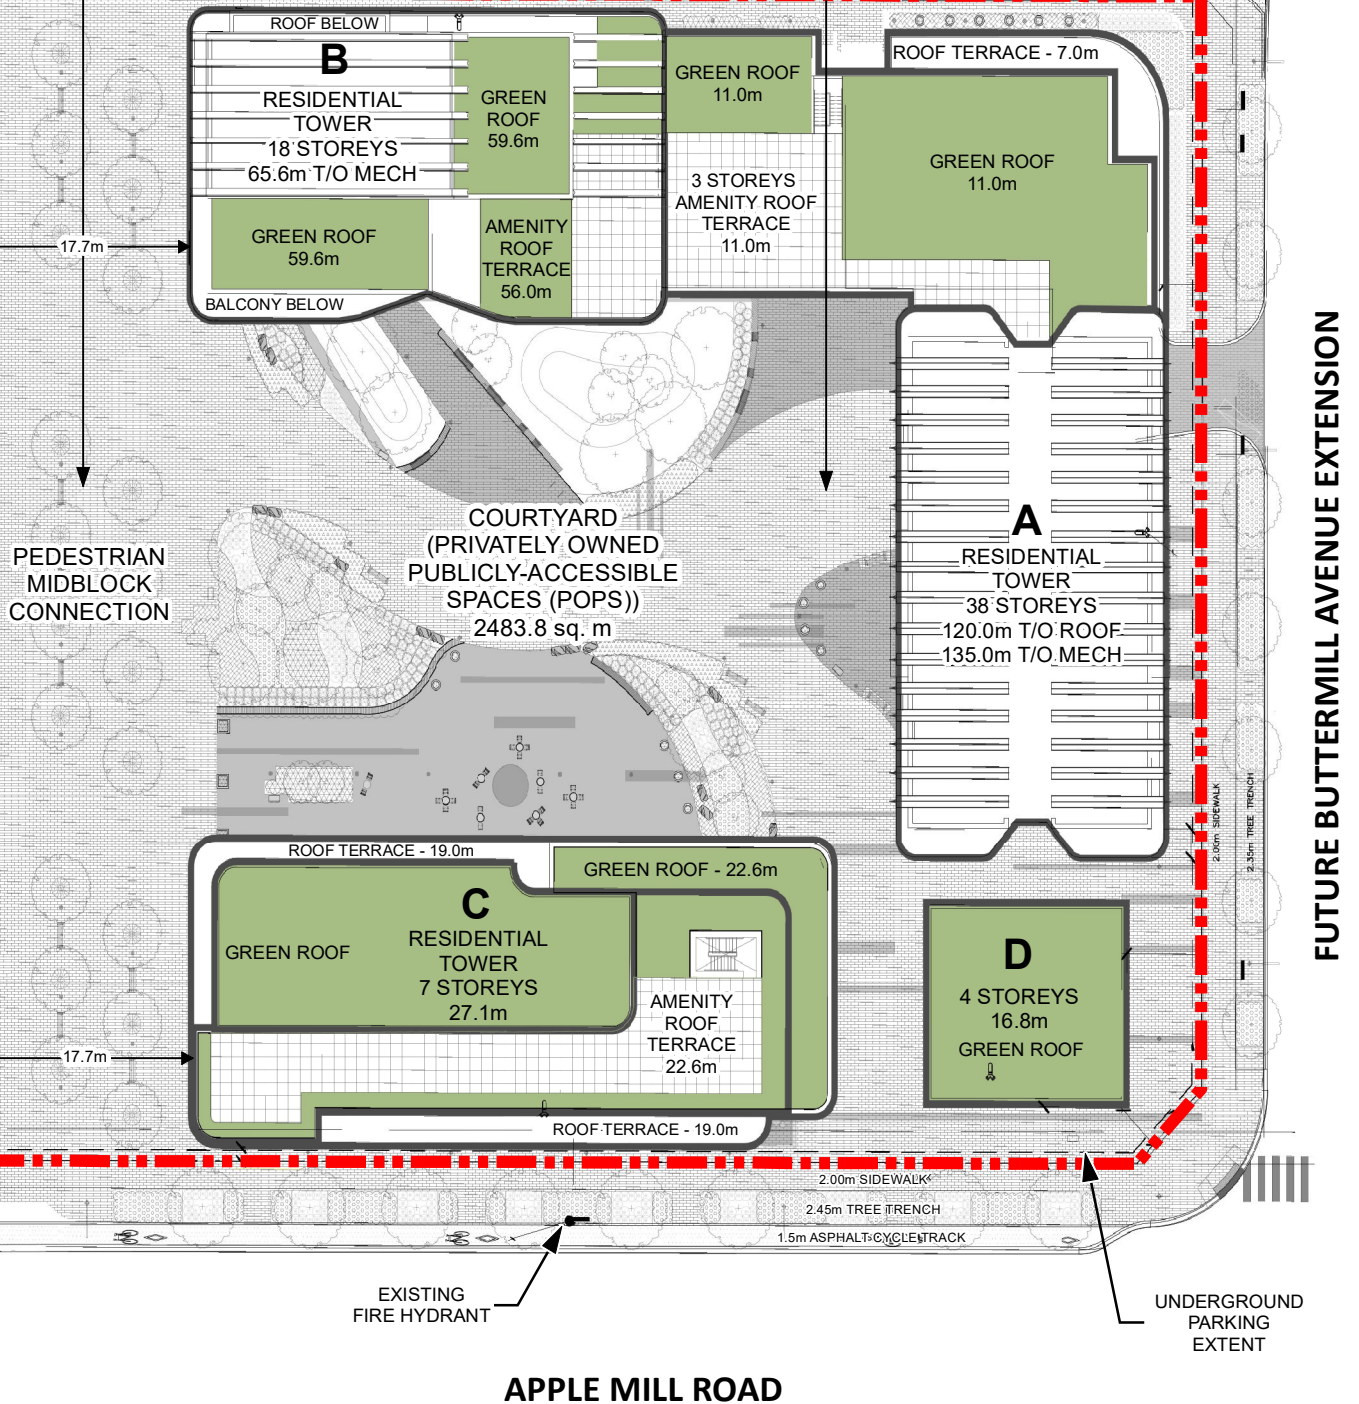 ROOF BELOW
B
RESIDENTIAL
TOWER
18 STOREYS
65.6m T/O MECH
GREEN
ROOF
59.6m
GREEN ROOF
59.6m
AMENITY
ROOF
TERRACE
56.0m
BALCONY BELOW
GREEN ROOF
11.0m
3 STOREYS
AMENITY ROOF
TERRACE
11.0m
ROOF TERRACE - 7.0m
GREEN ROOF
11.0m
17.7m
PEDESTRIAN
MIDBLOCK
CONNECTION
COURTYARD
(PRIVATELY OWNED
PUBLICLY-ACCESSIBLE
SPACES (POPS))
2483.8 sq. m
A
RESIDENTIAL
TOWER
38 STOREYS
120.0m T/O ROOF
135.0m T/O MECH
FUTURE BUTTERMILL AVENUE EXTENSION
2.00m SIDEWALK
2.35m TREE TRENCH
ROOF TERRACE - 19.0m
GREEN ROOF - 22.6m
C
RESIDENTIAL
TOWER
7 STOREYS
27.1m
GREEN ROOF
AMENITY
ROOF
TERRACE
22.6m
17.7m
ROOF TERRACE - 19.0m
D
4 STOREYS
16.8m
GREEN ROOF
2.00m SIDEWALK
2.45m TREE TRENCH
1.5m ASPHALT CYCLE TRACK
EXISTING
FIRE HYDRANT
UNDERGROUND
PARKING
EXTENT
APPLE MILL ROAD